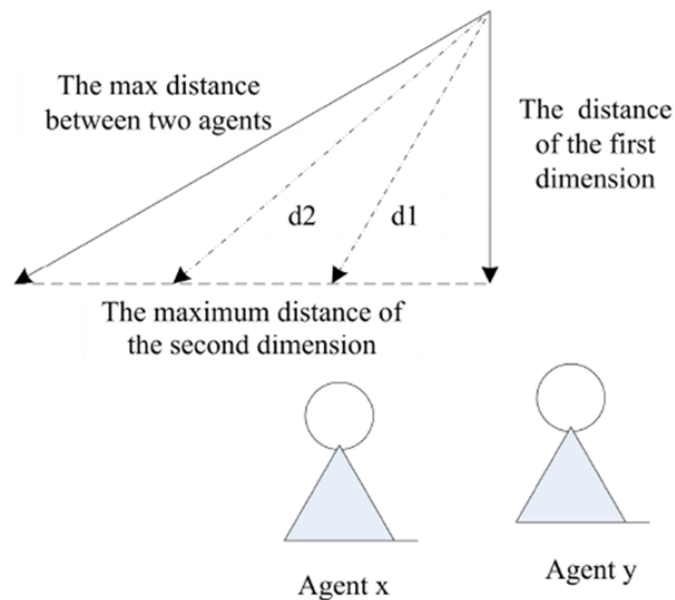 The max distance
between two agents
The distance
of the first
dimension
d2
d1
The maximum distance of
the second dimension
Agent x
Agent y